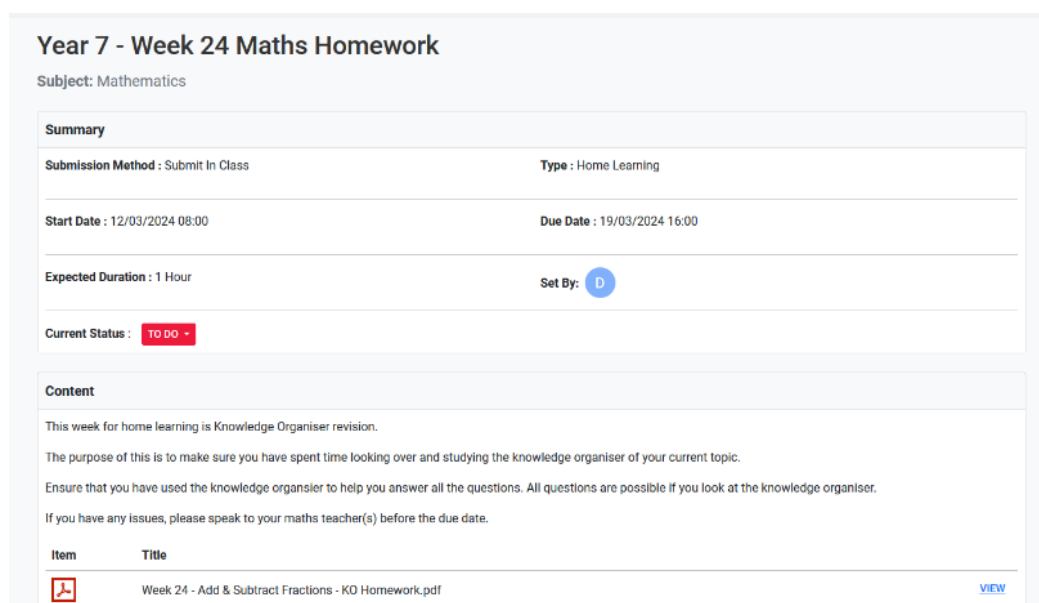 Year 7 - Week 24 Maths Homework
Subject: Mathematics
Summary
Submission Method : Submit In Class
Type : Home Learning
Start Date : 12/03/2024 08:00
Due Date : 19/03/2024 16:00
Expected Duration : 1 Hour
Set By: D
Current Status : TO DO
Content
This week for home learning is Knowledge Organiser revision.
The purpose of this is to make sure you have spent time looking over and studying the knowledge organiser of your current topic.
Ensure that you have used the knowledge organsier to help you answer all the questions. All questions are possible if you look at the knowledge organiser.
If you have any issues, please speak to your maths teacher(s) before the due date.
Item Title
Week 24 - Add & Subtract Fractions - KO Homework.pdf VIEW